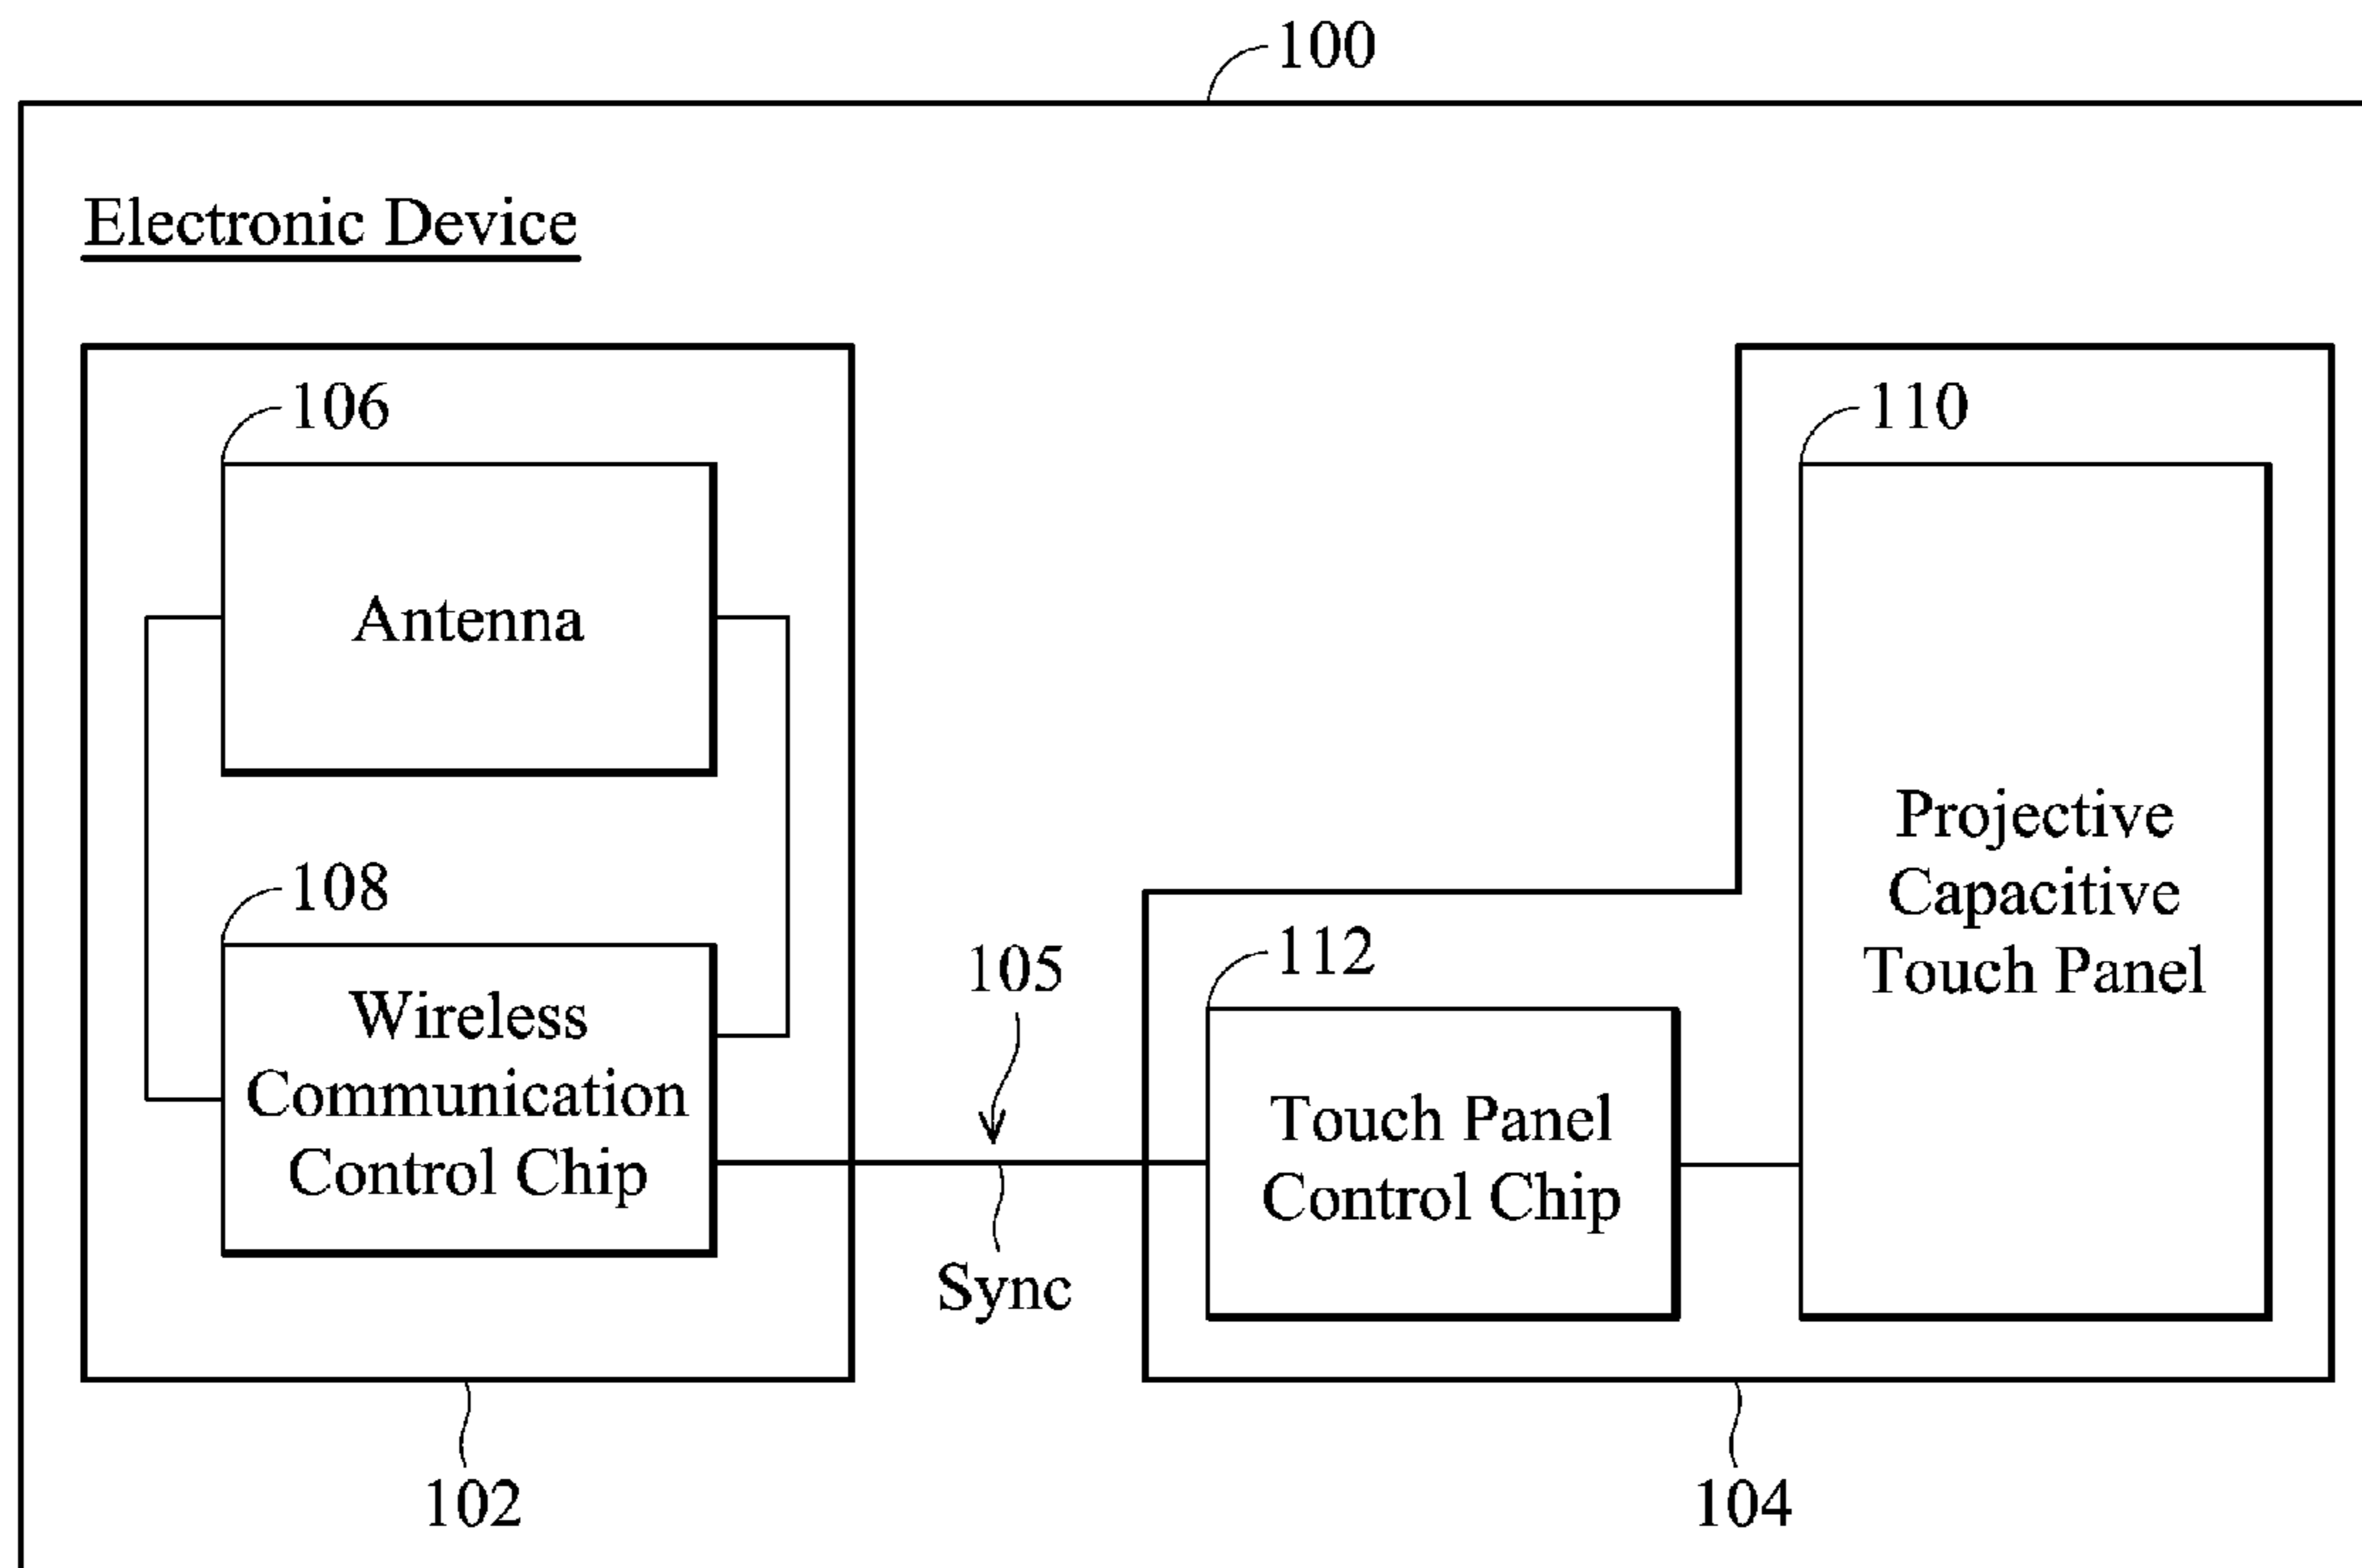 100
Electronic Device
106
110
Antenna
108
Projective
Capacitive
Touch Panel
105
112
Wireless
Communication
Control Chip
Touch Panel
Control Chip
Sync
102
104